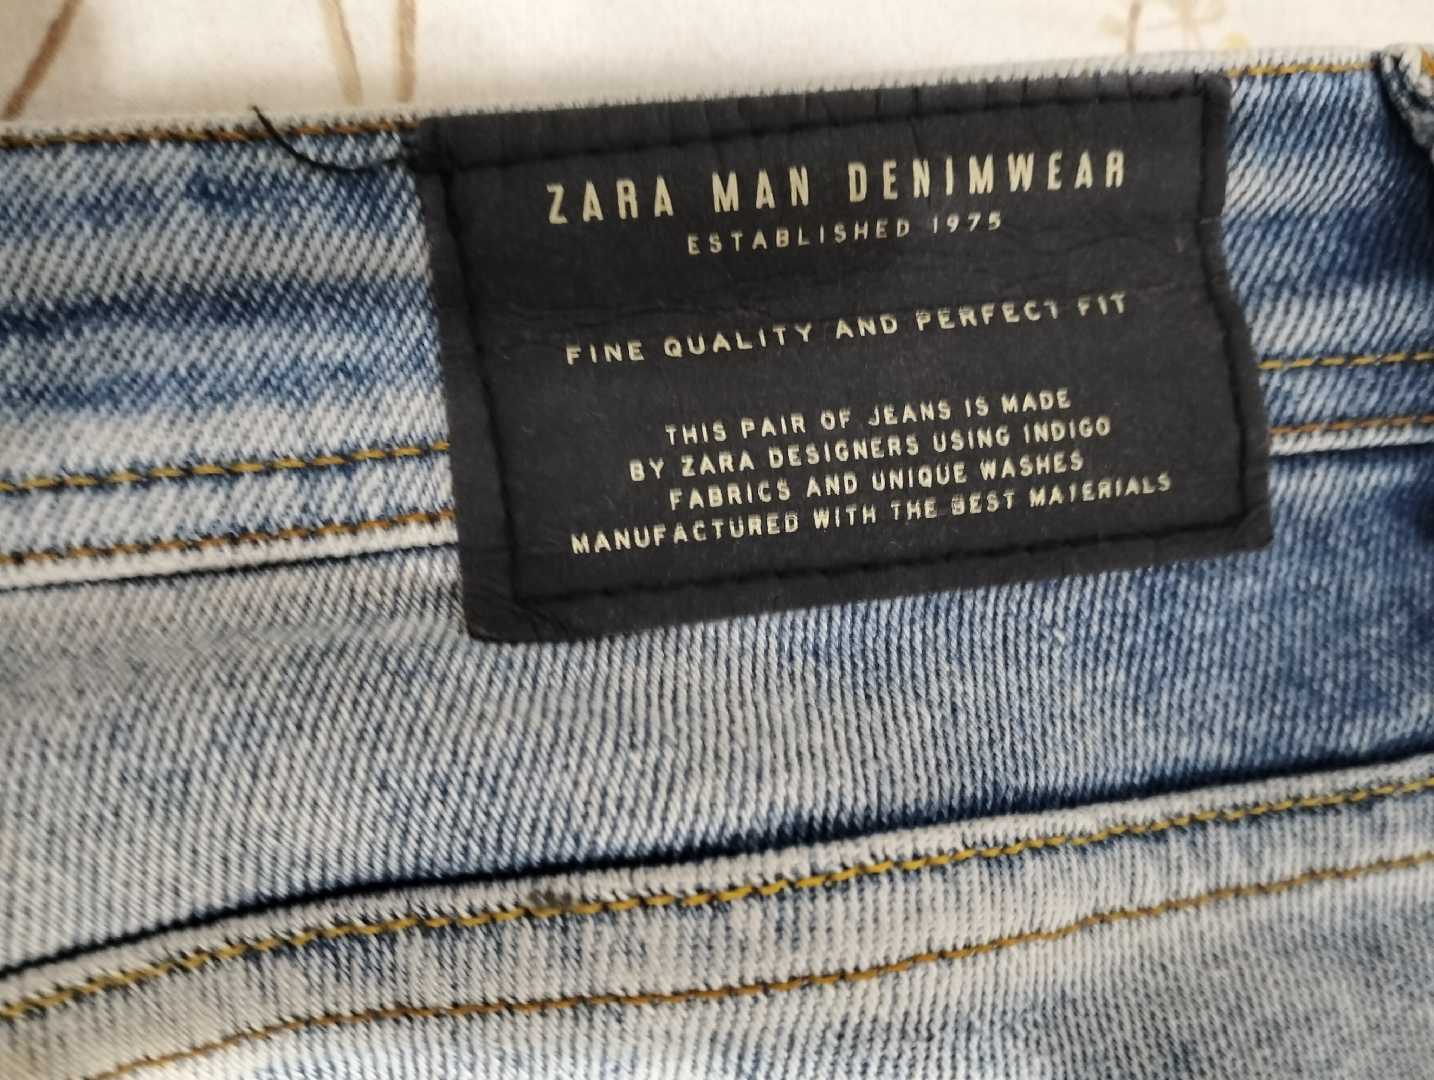 ZARA MAN DENIMWEAR
ESTABLISHED 1975
FINE QUALITY AND PERFECT FIT
THIS PAIR OF JEANS IS MADE
BY ZARA DESIGNERS USING INDIGO
FABRICS AND UNIQUE WASHES
MANUFACTURED WITH THE BEST MATERIALS